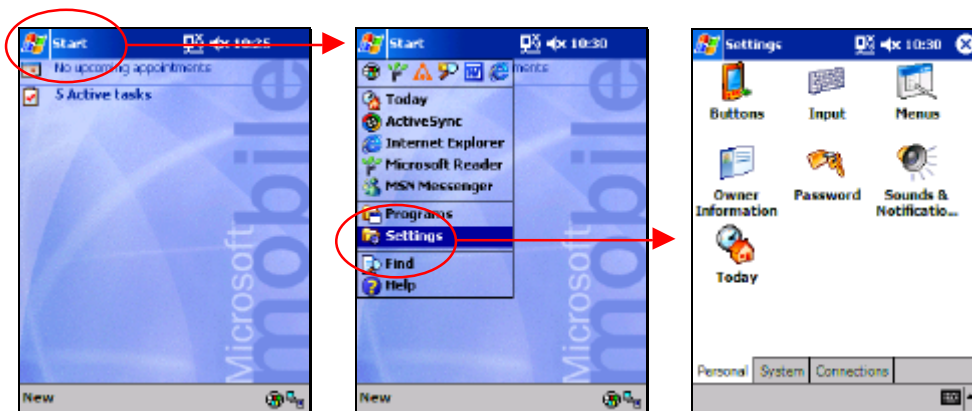 Start 10:25
No upcoming appointments
5 Active tasks
Microsoft
mobile
New
Start 10:30
ments
Today
ActiveSync
Internet Explorer
Microsoft Reader
MSN Messenger
Programs
Settings
Find
Help
Microsoft
mobile
New
Settings 10:30
Buttons Input Menus
Owner Information Password Sounds & Notificatio...
Today
Personal System Connections